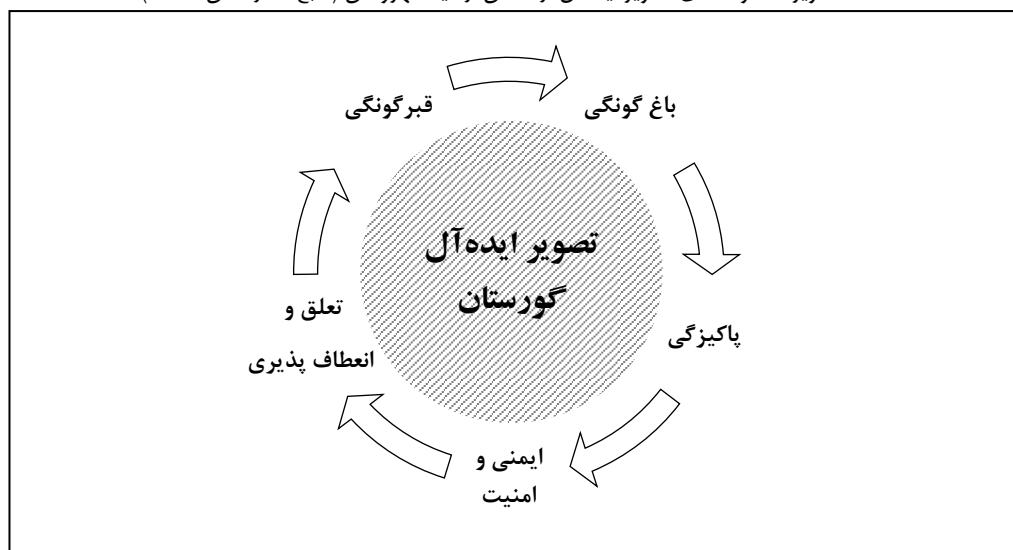 قبرگونگی
باغ گونگی
تصویر ایده‌آل
گورستان
پاکیزگی
تعلق و
انعطاف پذیری
ایمنی و
امنیت